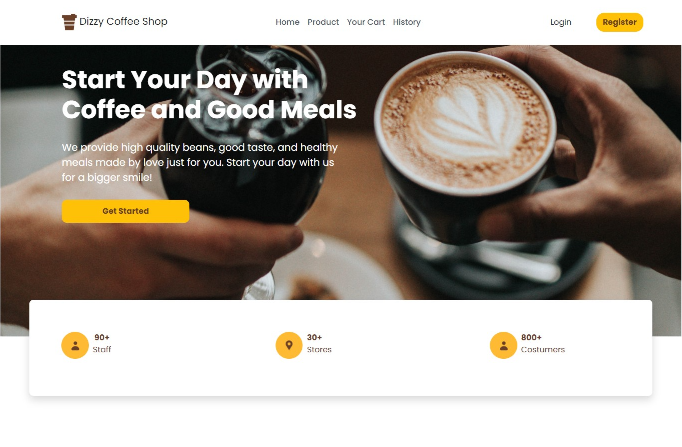 Dizzy Coffee Shop
Home Product Your Cart History
Login Register
Start Your Day with
Coffee and Good Meals
We provide high quality beans, good taste, and healthy
meals made by love just for you. Start your day with us
for a bigger smile!
Get Started
90+
Staff
30+
Stores
800+
Costumers